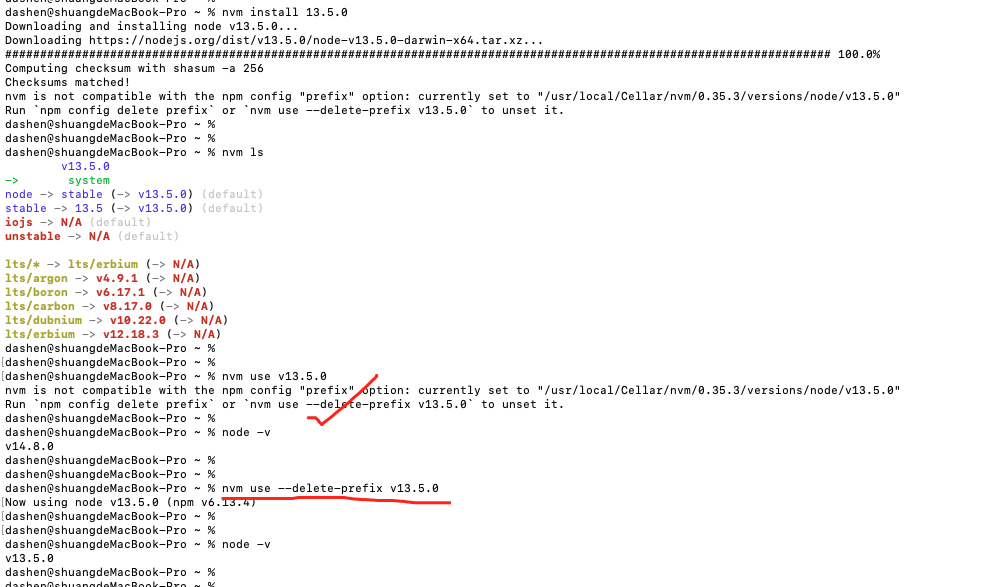 dashen@shuangdeMacBook-Pro ~ % nvm install 13.5.0
Downloading and installing node v13.5.0...
Downloading https://nodejs.org/dist/v13.5.0/node-v13.5.0-darwin-x64.tar.xz...
######################################################################################################################## 100.0%
Computing checksum with shasum -a 256
Checksums matched!
nvm is not compatible with the npm config "prefix" option: currently set to "/usr/local/Cellar/nvm/0.35.3/versions/node/v13.5.0"
Run `npm config delete prefix` or `nvm use --delete-prefix v13.5.0` to unset it.
dashen@shuangdeMacBook-Pro ~ %
dashen@shuangdeMacBook-Pro ~ %
dashen@shuangdeMacBook-Pro ~ % nvm ls
v13.5.0
-> system
node -> stable (-> v13.5.0) (default)
stable -> 13.5 (-> v13.5.0) (default)
iojs -> N/A (default)
unstable -> N/A (default)
lts/* -> lts/erbium (-> N/A)
lts/argon -> v4.9.1 (-> N/A)
lts/boron -> v6.17.1 (-> N/A)
lts/carbon -> v8.17.0 (-> N/A)
lts/dubnium -> v10.22.0 (-> N/A)
lts/erbium -> v12.18.3 (-> N/A)
dashen@shuangdeMacBook-Pro ~ %
[dashen@shuangdeMacBook-Pro ~ %
[dashen@shuangdeMacBook-Pro ~ % nvm use v13.5.0
nvm is not compatible with the npm config "prefix" option: currently set to "/usr/local/Cellar/nvm/0.35.3/versions/node/v13.5.0"
Run `npm config delete prefix` or `nvm use --delete-prefix v13.5.0` to unset it.
dashen@shuangdeMacBook-Pro ~ %
dashen@shuangdeMacBook-Pro ~ % node -v
v14.8.0
dashen@shuangdeMacBook-Pro ~ %
dashen@shuangdeMacBook-Pro ~ %
dashen@shuangdeMacBook-Pro ~ % nvm use --delete-prefix v13.5.0
[Now using node v13.5.0 (npm v6.13.4)
[dashen@shuangdeMacBook-Pro ~ %
[dashen@shuangdeMacBook-Pro ~ %
dashen@shuangdeMacBook-Pro ~ % node -v
v13.5.0
dashen@shuangdeMacBook-Pro ~ %
dashen@shuangdeMacBook-Pro ~ %